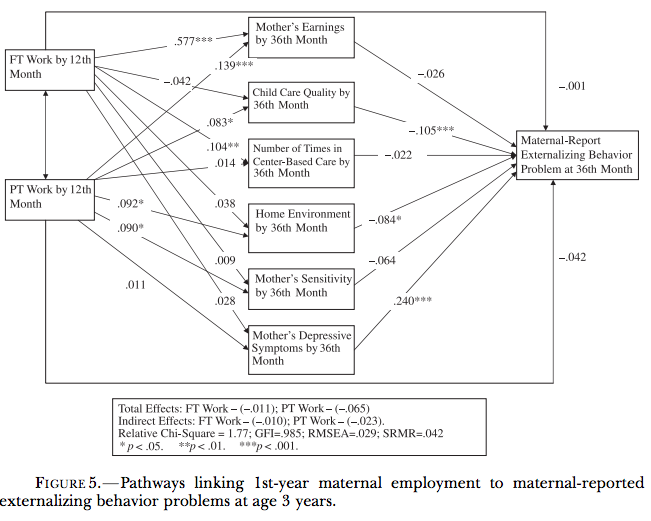 FT Work by 12th
Month
PT Work by 12th
Month
.577***
.139***
-.042
.083*
.104**
.014
.092*
.038
.090*
.009
.011
.028
Mother's Earnings
by 36th Month
Child Care Quality by
36th Month
Number of Times in
Center-Based Care by
36th Month
Home Environment
by 36th Month
Mother's Sensitivity
by 36th Month
Mother's Depressive
Symptoms by 36th
Month
-.026
-.105***
-.022
-.084*
-.064
.240***
-.001
Maternal-Report
Externalizing Behavior
Problem at 36th Month
-.042
Total Effects: FT Work – (-.011); PT Work – (-.065)
Indirect Effects: FT Work – (-.010); PT Work – (-.023).
Relative Chi-Square = 1.77; GFI=.985; RMSEA=.029; SRMR=.042
*p< .05. **p< .01. ***p< .001.
FIGURE 5.—Pathways linking 1st-year maternal employment to maternal-reported
externalizing behavior problems at age 3 years.